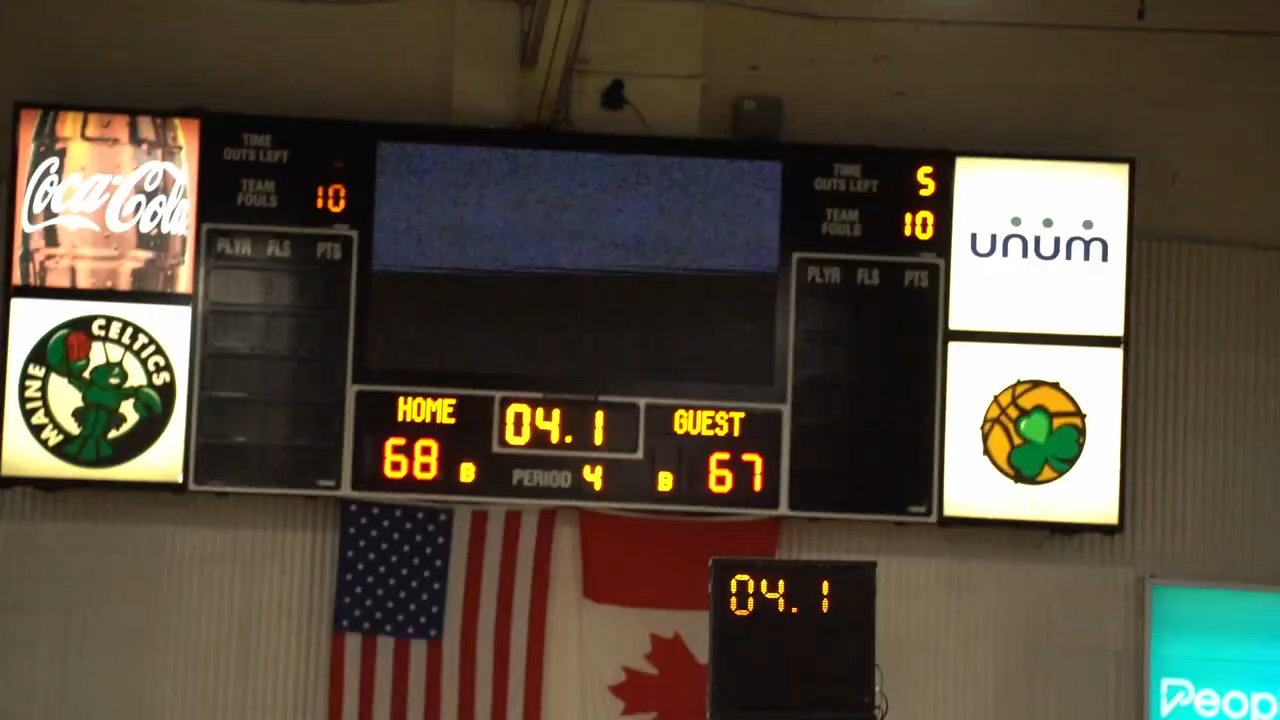 Coca-Cola
TIME
OUTS LEFT
TEAM
FOULS 10
PLYR FLS PTS
MAINE CELTICS
HOME 04.1 GUEST
68 B PERIOD 4 B 67
TIME
OUTS LEFT 5
TEAM
FOULS 10
PLYR FLS PTS
unum
04.1
Peop